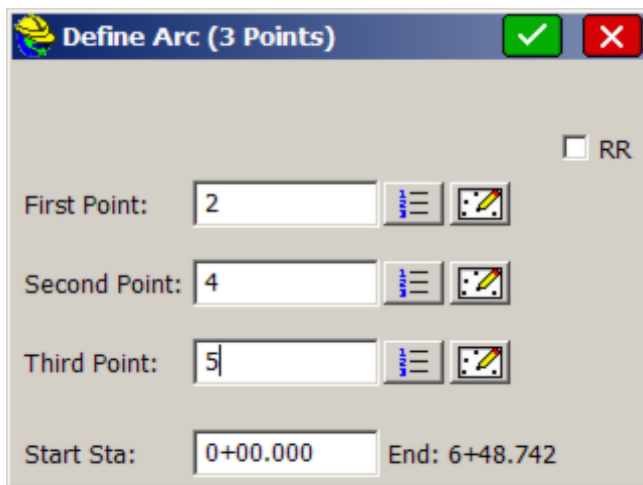 Define Arc (3 Points)
RR
First Point: 2
Second Point: 4
Third Point: 5
Start Sta: 0+00.000 End: 6+48.742